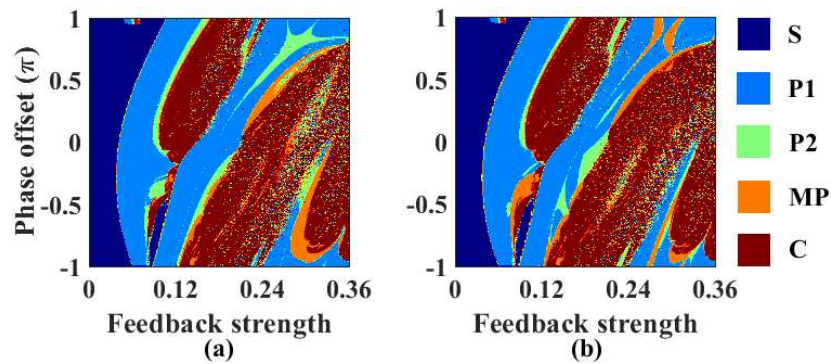 Phase offset (π)
1
0.5
0
-0.5
-1
0
0.12
0.24
0.36
Feedback strength
(a)
1
0.5
0
-0.5
-1
0
0.12
0.24
0.36
Feedback strength
(b)
S
P1
P2
MP
C